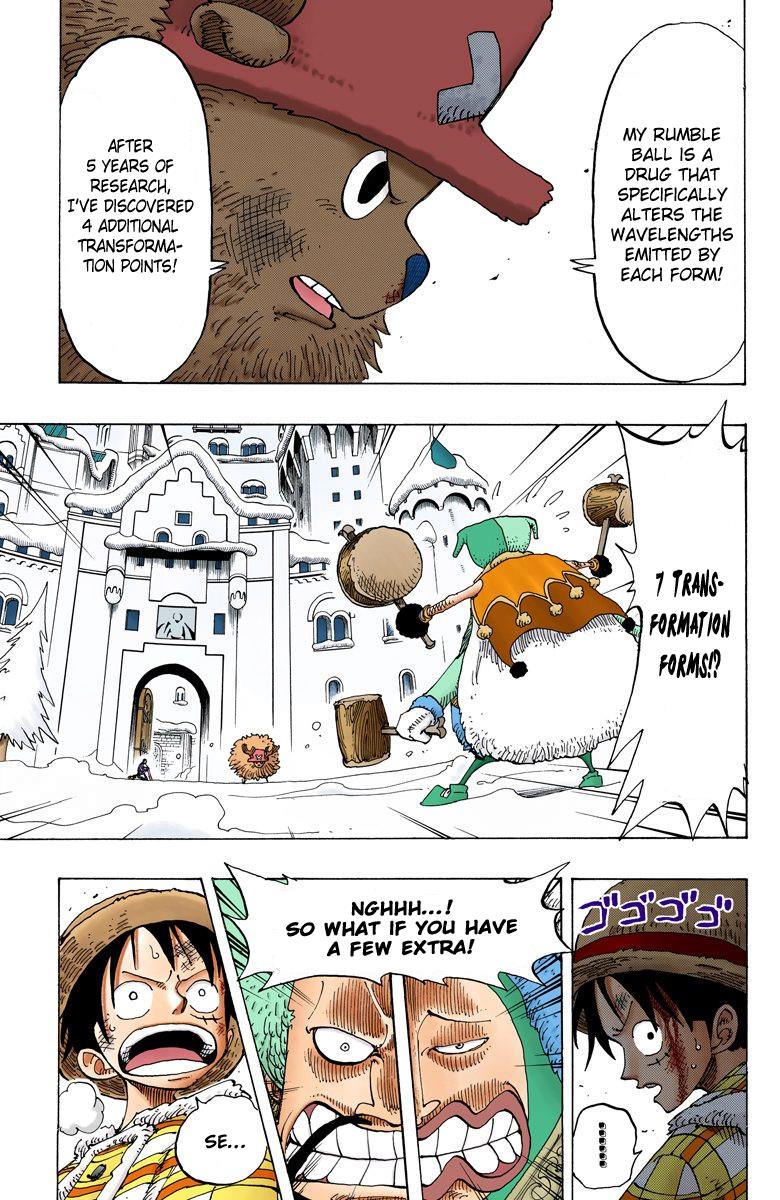 MY RUMBLE
BALL IS A
DRUG THAT
SPECIFICALLY
ALTERS THE
WAVELENGTHS
EMITTED BY
EACH FORM!
AFTER
5 YEARS OF
RESEARCH,
I'VE DISCOVERED
4 ADDITIONAL
TRANSFORMA-
TION POINTS!
7 TRANS-
FORMATION
FORMS!?
ゴゴゴゴ
!!!!!
NGHHH...!
SO WHAT IF YOU HAVE
A FEW EXTRA!
SE...